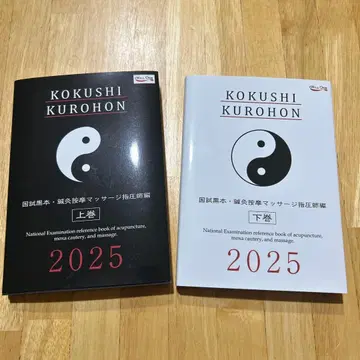 KOKUSHI
KUROHON
国試黒本・鍼灸按摩マッサージ指圧師編
上巻
National Examination reference book of acupuncture,
moxa cautery, and massage.
2025
KOKUSHI
KUROHON
国試黒本・鍼灸按摩マッサージ指圧師編
下巻
National Examination reference book of acupuncture,
moxa cautery, and massage.
2025